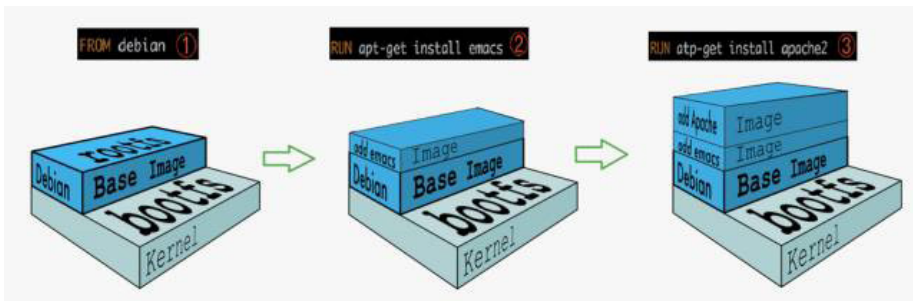 FROM debian ①
RUN apt-get install emacs ②
RUN atp-get install apache2 ③
rootfs
Debian
Base Image
bootfs
Kernel
add emacs
Image
Debian
Base Image
bootfs
Kernel
add Apache
Image
add emacs
Image
Debian
Base Image
bootfs
Kernel